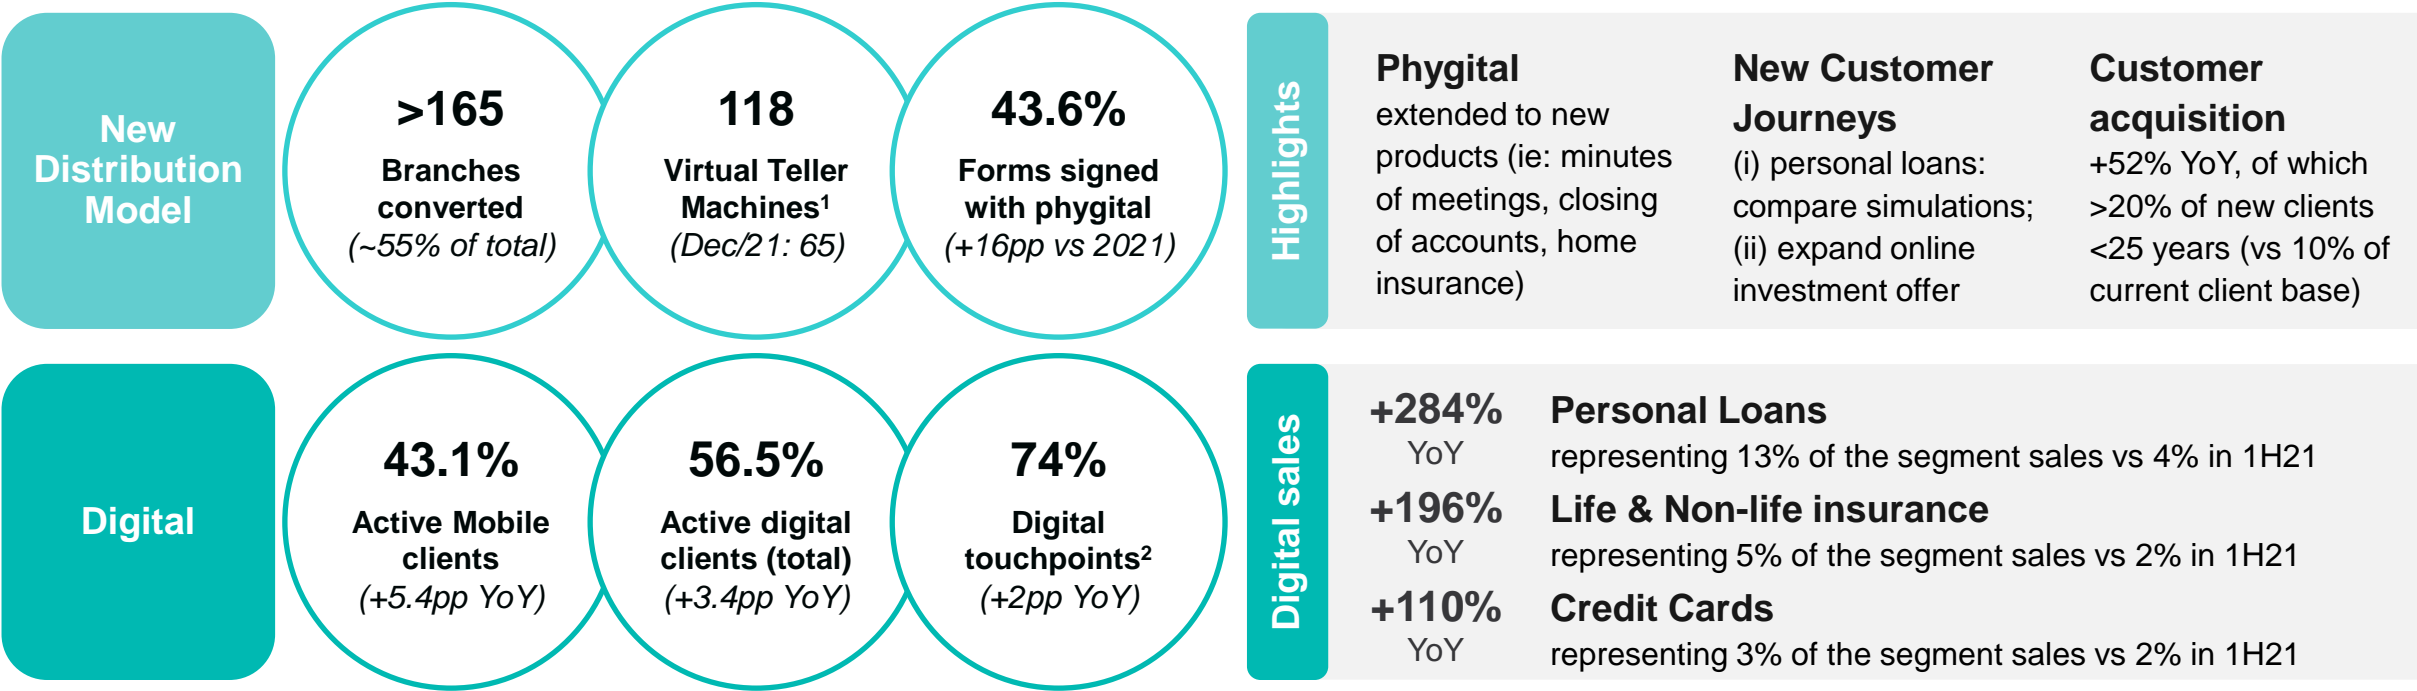 New
Distribution
Model
>165
Branches
converted
(~55% of total)
118
Virtual Teller
Machines¹
(Dec/21: 65)
43.6%
Forms signed
with phygital
(+16pp vs 2021)
Highlights
Phygital
extended to new
products (ie: minutes
of meetings, closing
of accounts, home
insurance)
New Customer
Journeys
(i) personal loans:
compare simulations;
(ii) expand online
investment offer
Customer
acquisition
+52% YoY, of which
>20% of new clients
<25 years (vs 10% of
current client base)
Digital
43.1%
Active Mobile
clients
(+5.4pp YoY)
56.5%
Active digital
clients (total)
(+3.4pp YoY)
74%
Digital
touchpoints²
(+2pp YoY)
Digital sales
+284%
YoY
Personal Loans
representing 13% of the segment sales vs 4% in 1H21
+196%
YoY
Life & Non-life insurance
representing 5% of the segment sales vs 2% in 1H21
+110%
YoY
Credit Cards
representing 3% of the segment sales vs 2% in 1H21